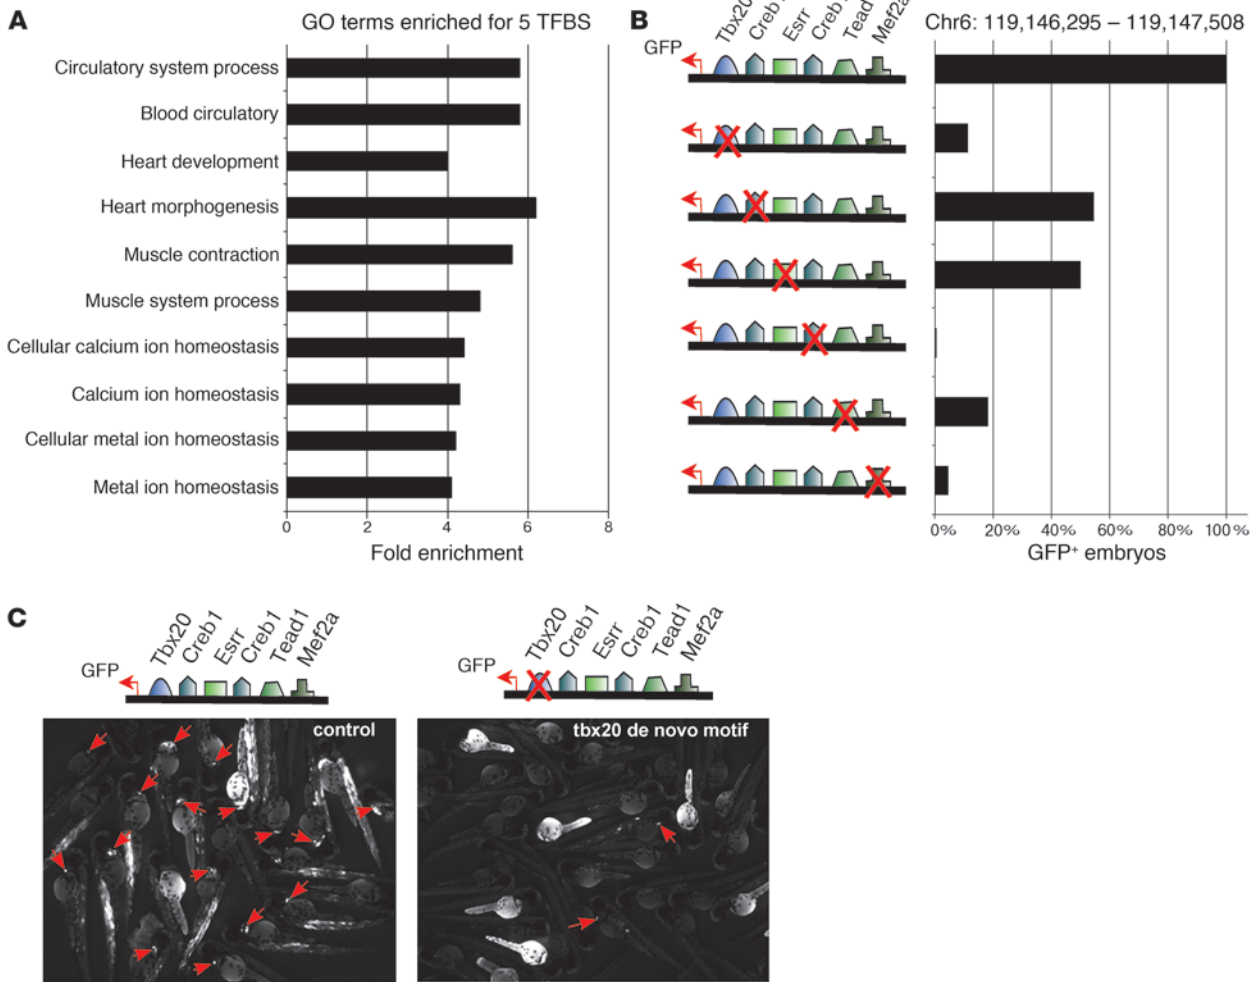 A
GO terms enriched for 5 TFBS
Circulatory system process
Blood circulatory
Heart development
Heart morphogenesis
Muscle contraction
Muscle system process
Cellular calcium ion homeostasis
Calcium ion homeostasis
Cellular metal ion homeostasis
Metal ion homeostasis
0 2 4 6 8
Fold enrichment
B
GFP
Esrr
Chr6: 119,146,295 – 119,147,508
0% 20% 40% 60% 80% 100%
GFP+ embryos
C
GFP
Tbx20
Creb1
Esrr
Creb1
Tead1
Mef2a
control
GFP
Tbx20
Creb1
Esrr
Creb1
Tead1
Mef2a
tbx20 de novo motif